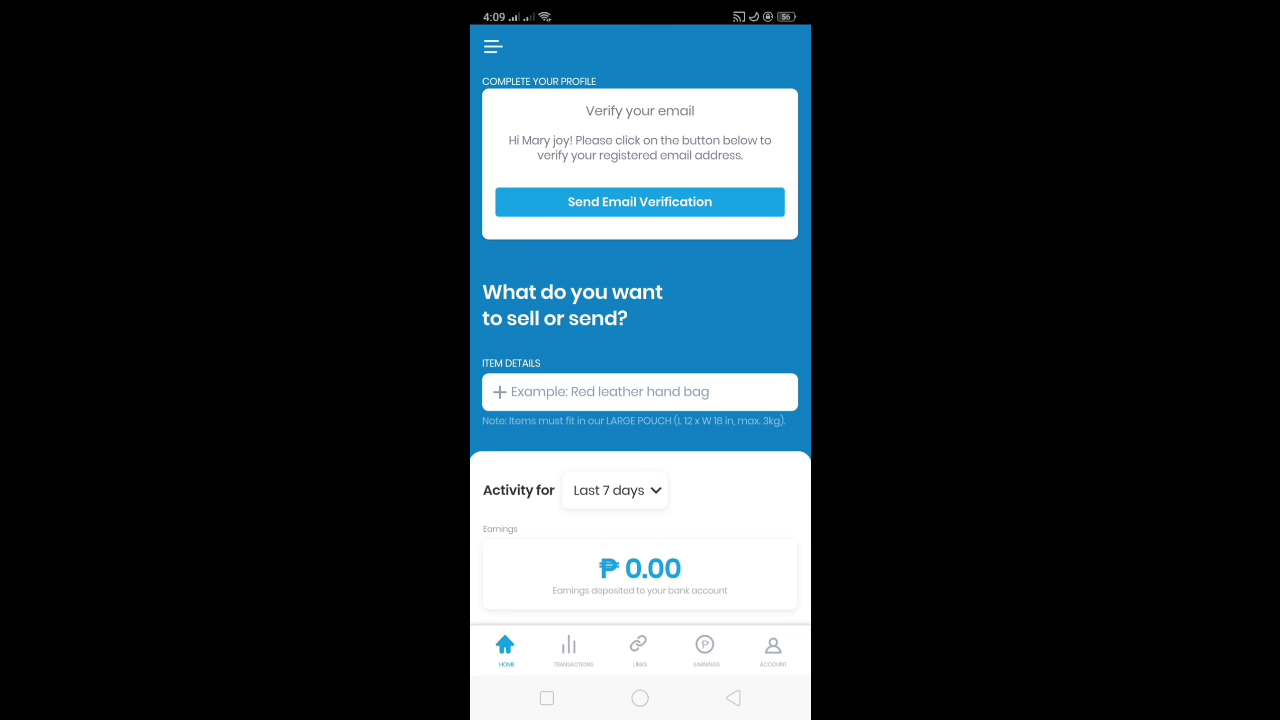 4:09
56
COMPLETE YOUR PROFILE
Verify your email
Hi Mary joy! Please click on the button below to
verify your registered email address.
Send Email Verification
What do you want
to sell or send?
ITEM DETAILS
+ Example: Red leather hand bag
Note: Items must fit in our LARGE POUCH (L 12 x W 18 in, max. 3kg).
Activity for Last 7 days
Earnings
₱ 0.00
Earnings deposited to your bank account
HOME TRANSACTIONS LINKS EARNINGS ACCOUNT